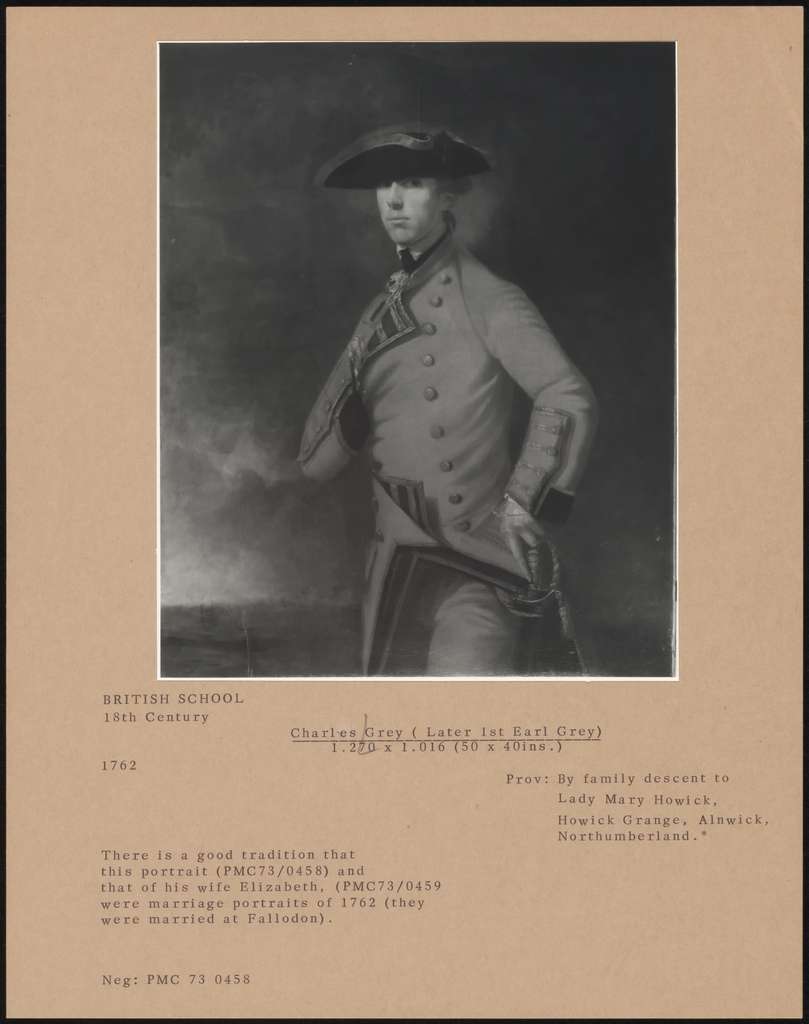 BRITISH SCHOOL
18th Century
Charles Grey ( Later 1st Earl Grey)
1.270 x 1.016 (50 x 40ins.)
1762
Prov: By family descent to
Lady Mary Howick,
Howick Grange, Alnwick,
Northumberland.*
There is a good tradition that
this portrait (PMC73/0458) and
that of his wife Elizabeth, (PMC73/0459
were marriage portraits of 1762 (they
were married at Fallodon).
Neg: PMC 73 0458